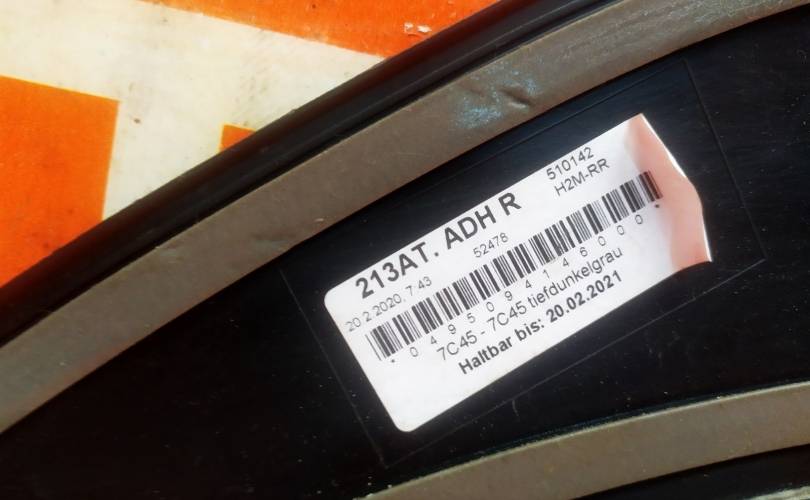 213AT. ADH R
510142
H2M-RR
20.2.2020, 7:43
52478
* 0 4 9 5 0 9 4 1 4 6 0 0 0 *
7C45 - 7C45 tiefdunkelgrau
Haltbar bis: 20.02.2021